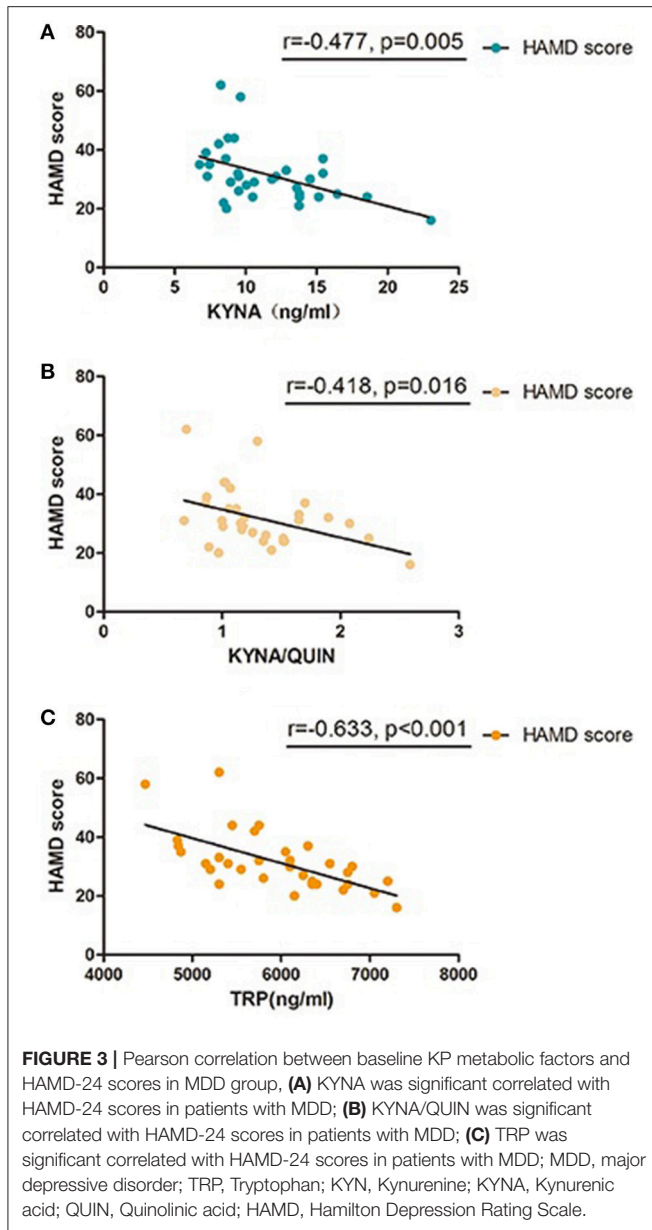 A
r=-0.477, p=0.005
HAMD score
80
60
40
20
0
HAMD score
0 5 10 15 20 25
KYNA (ng/ml)
B
r=-0.418, p=0.016
HAMD score
80
60
40
20
0
HAMD score
0 1 2 3
KYNA/QUIN
C
r=-0.633, p<0.001
HAMD score
80
60
40
20
0
HAMD score
4000 5000 6000 7000 8000
TRP(ng/ml)
FIGURE 3 | Pearson correlation between baseline KP metabolic factors and
HAMD-24 scores in MDD group, (A) KYNA was significant correlated with
HAMD-24 scores in patients with MDD; (B) KYNA/QUIN was significant
correlated with HAMD-24 scores in patients with MDD; (C) TRP was
significant correlated with HAMD-24 scores in patients with MDD; MDD, major
depressive disorder; TRP, Tryptophan; KYN, Kynurenine; KYNA, Kynurenic
acid; QUIN, Quinolinic acid; HAMD, Hamilton Depression Rating Scale.